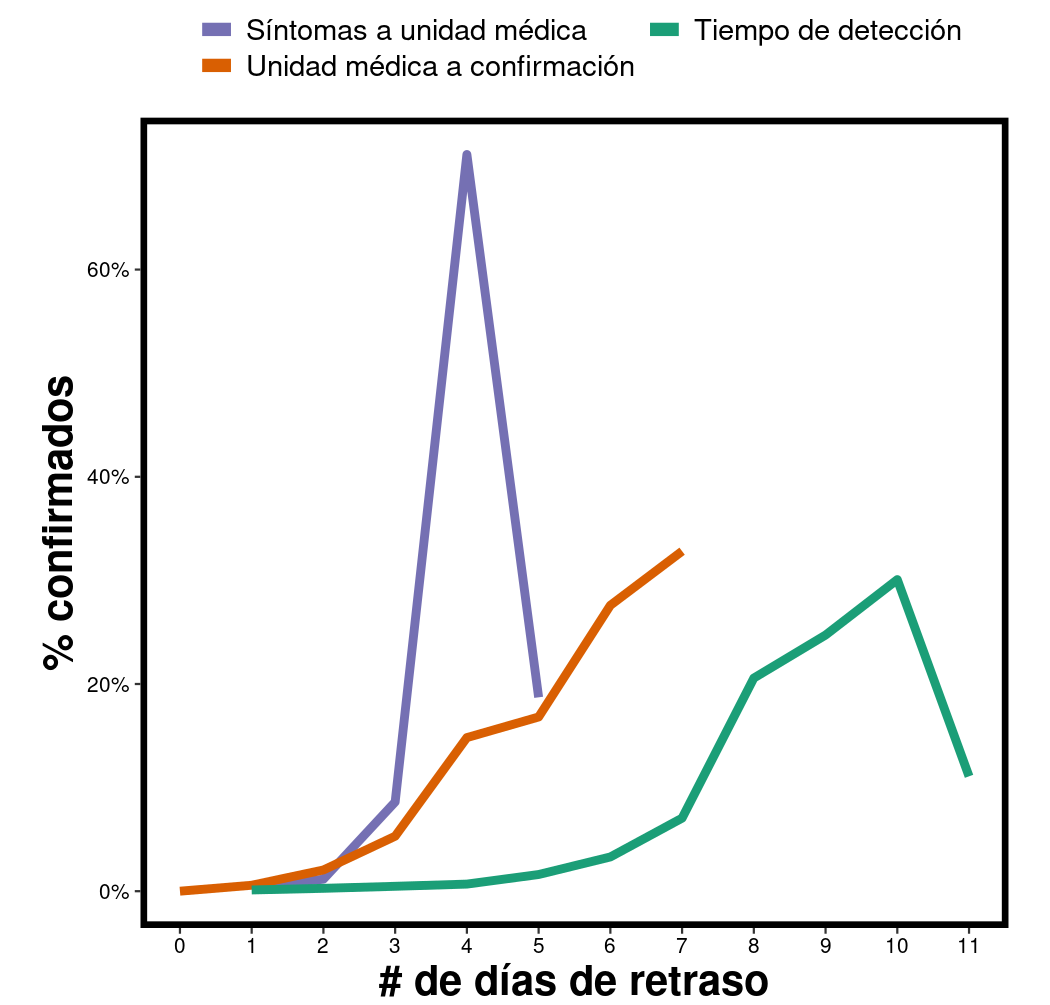 Síntomas a unidad médica
Tiempo de detección
Unidad médica a confirmación
% confirmados
60%
40%
20%
0%
0 1 2 3 4 5 6 7 8 9 10 11
# de días de retraso